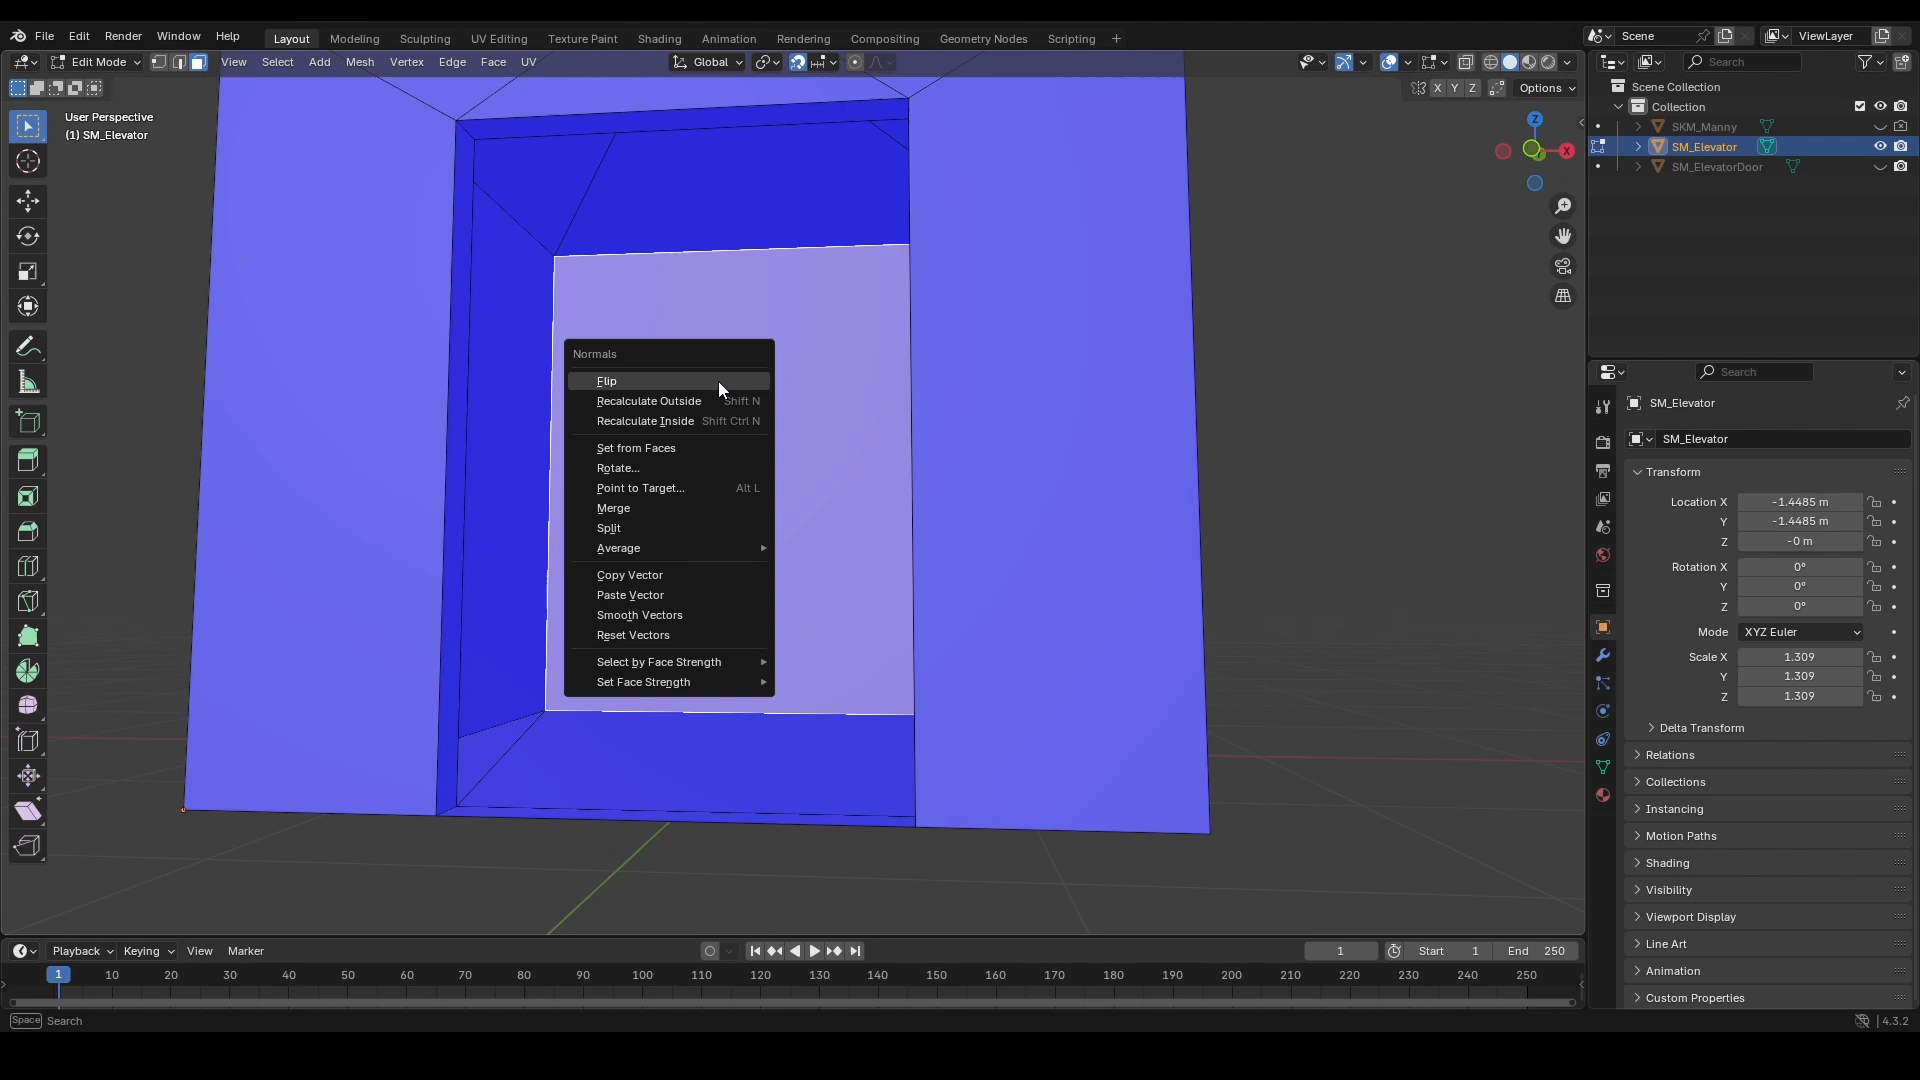 File Edit Render Window Help Layout Modeling Sculpting UV Editing Texture Paint Shading Animation Rendering Compositing Geometry Nodes Scripting + Scene ViewLayer
Edit Mode View Select Add Mesh Vertex Edge Face UV Global Search
X Y Z Options
User Perspective
(1) SM_Elevator
Scene Collection
Collection
SKM_Manny
SM_Elevator
SM_ElevatorDoor
Z
X
Normals
Flip
Recalculate Outside Shift N
Recalculate Inside Shift Ctrl N
Set from Faces
Rotate...
Point to Target... Alt L
Merge
Split
Average
Copy Vector
Paste Vector
Smooth Vectors
Reset Vectors
Select by Face Strength
Set Face Strength
Search
SM_Elevator
SM_Elevator
Transform
Location X -1.4485 m
Y -1.4485 m
Z -0 m
Rotation X 0°
Y 0°
Z 0°
Mode XYZ Euler
Scale X 1.309
Y 1.309
Z 1.309
Delta Transform
Relations
Collections
Instancing
Motion Paths
Shading
Visibility
Viewport Display
Line Art
Animation
Custom Properties
Playback Keying View Marker 1 Start 1 End 250
1 10 20 30 40 50 60 70 80 90 100 110 120 130 140 150 160 170 180 190 200 210 220 230 240 250
Space Search 4.3.2